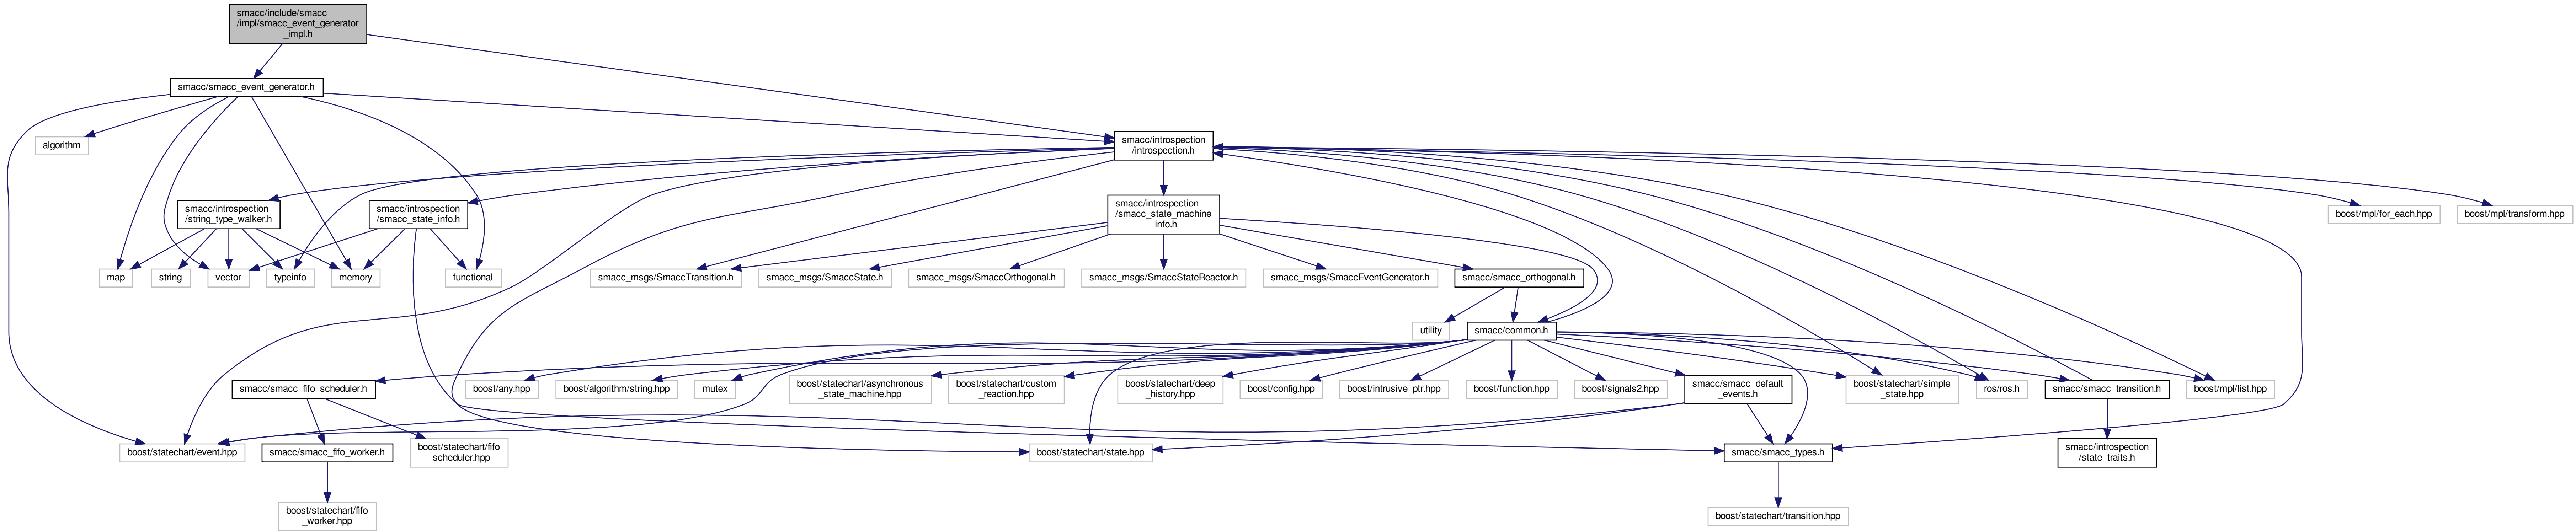 smacc/include/smacc
/impl/smacc_event_generator
_impl.h
smacc/smacc_event_generator.h
algorithm
smacc/introspection
/introspection.h
smacc/introspection
/string_type_walker.h
smacc/introspection
/smacc_state_info.h
smacc/introspection
/smacc_state_machine
_info.h
boost/mpl/for_each.hpp
boost/mpl/transform.hpp
map
string
vector
typeinfo
memory
functional
smacc_msgs/SmaccTransition.h
smacc_msgs/SmaccState.h
smacc_msgs/SmaccOrthogonal.h
smacc_msgs/SmaccStateReactor.h
smacc_msgs/SmaccEventGenerator.h
smacc/smacc_orthogonal.h
utility
smacc/common.h
smacc/smacc_fifo_scheduler.h
boost/any.hpp
boost/algorithm/string.hpp
mutex
boost/statechart/asynchronous
_state_machine.hpp
boost/statechart/custom
_reaction.hpp
boost/statechart/deep
_history.hpp
boost/config.hpp
boost/intrusive_ptr.hpp
boost/function.hpp
boost/signals2.hpp
smacc/smacc_default
_events.h
boost/statechart/simple
_state.hpp
ros/ros.h
smacc/smacc_transition.h
boost/mpl/list.hpp
boost/statechart/event.hpp
smacc/smacc_fifo_worker.h
boost/statechart/fifo
_scheduler.hpp
boost/statechart/state.hpp
smacc/smacc_types.h
smacc/introspection
/state_traits.h
boost/statechart/fifo
_worker.hpp
boost/statechart/transition.hpp